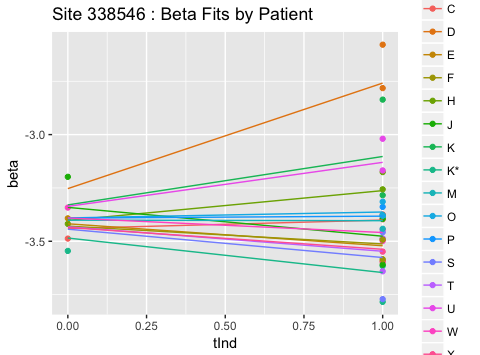 Site 338546 : Beta Fits by Patient
beta
-3.0
-3.5
0.00 0.25 0.50 0.75 1.00
tInd
C
D
E
F
H
J
K
K*
M
O
P
S
T
U
W